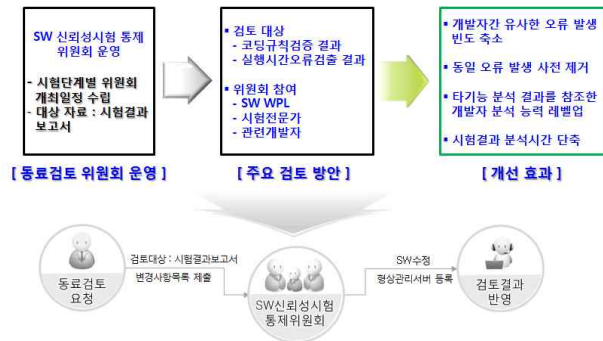 SW 신뢰성시험 통제
위원회 운영
- 시험단계별 위원회
개최일정 수립
- 대상 자료 : 시험결과
보고서
[ 동료검토 위원회 운영 ]
▪ 검토 대상
- 코딩규칙검증 결과
- 실행시간오류검출 결과
▪ 위원회 참여
- SW WPL
- 시험전문가
- 관련개발자
[ 주요 검토 방안 ]
▪ 개발자간 유사한 오류 발생
빈도 축소
▪ 동일 오류 발생 사전 제거
▪ 타기능 분석 결과를 참조한
개발자 분석 능력 레벨업
▪ 시험결과 분석시간 단축
[ 개선 효과 ]
동료검토
요청
검토대상 : 시험결과보고서
변경사항목록 제출
SW신뢰성시험
통제위원회
SW수정
형상관리서버 등록
검토결과
반영